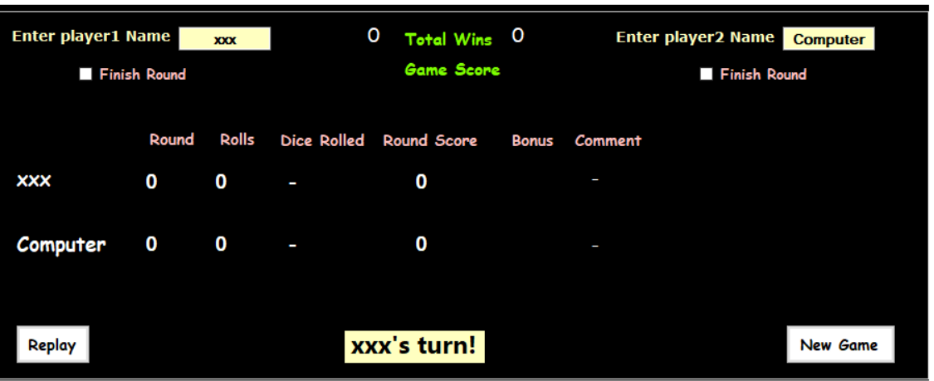 Enter player1 Name xxx 0 Total Wins 0 Enter player2 Name Computer
Finish Round Game Score Finish Round
Round Rolls Dice Rolled Round Score Bonus Comment
xxx 0 0 - 0 -
Computer 0 0 - 0 -
Replay xxx's turn! New Game